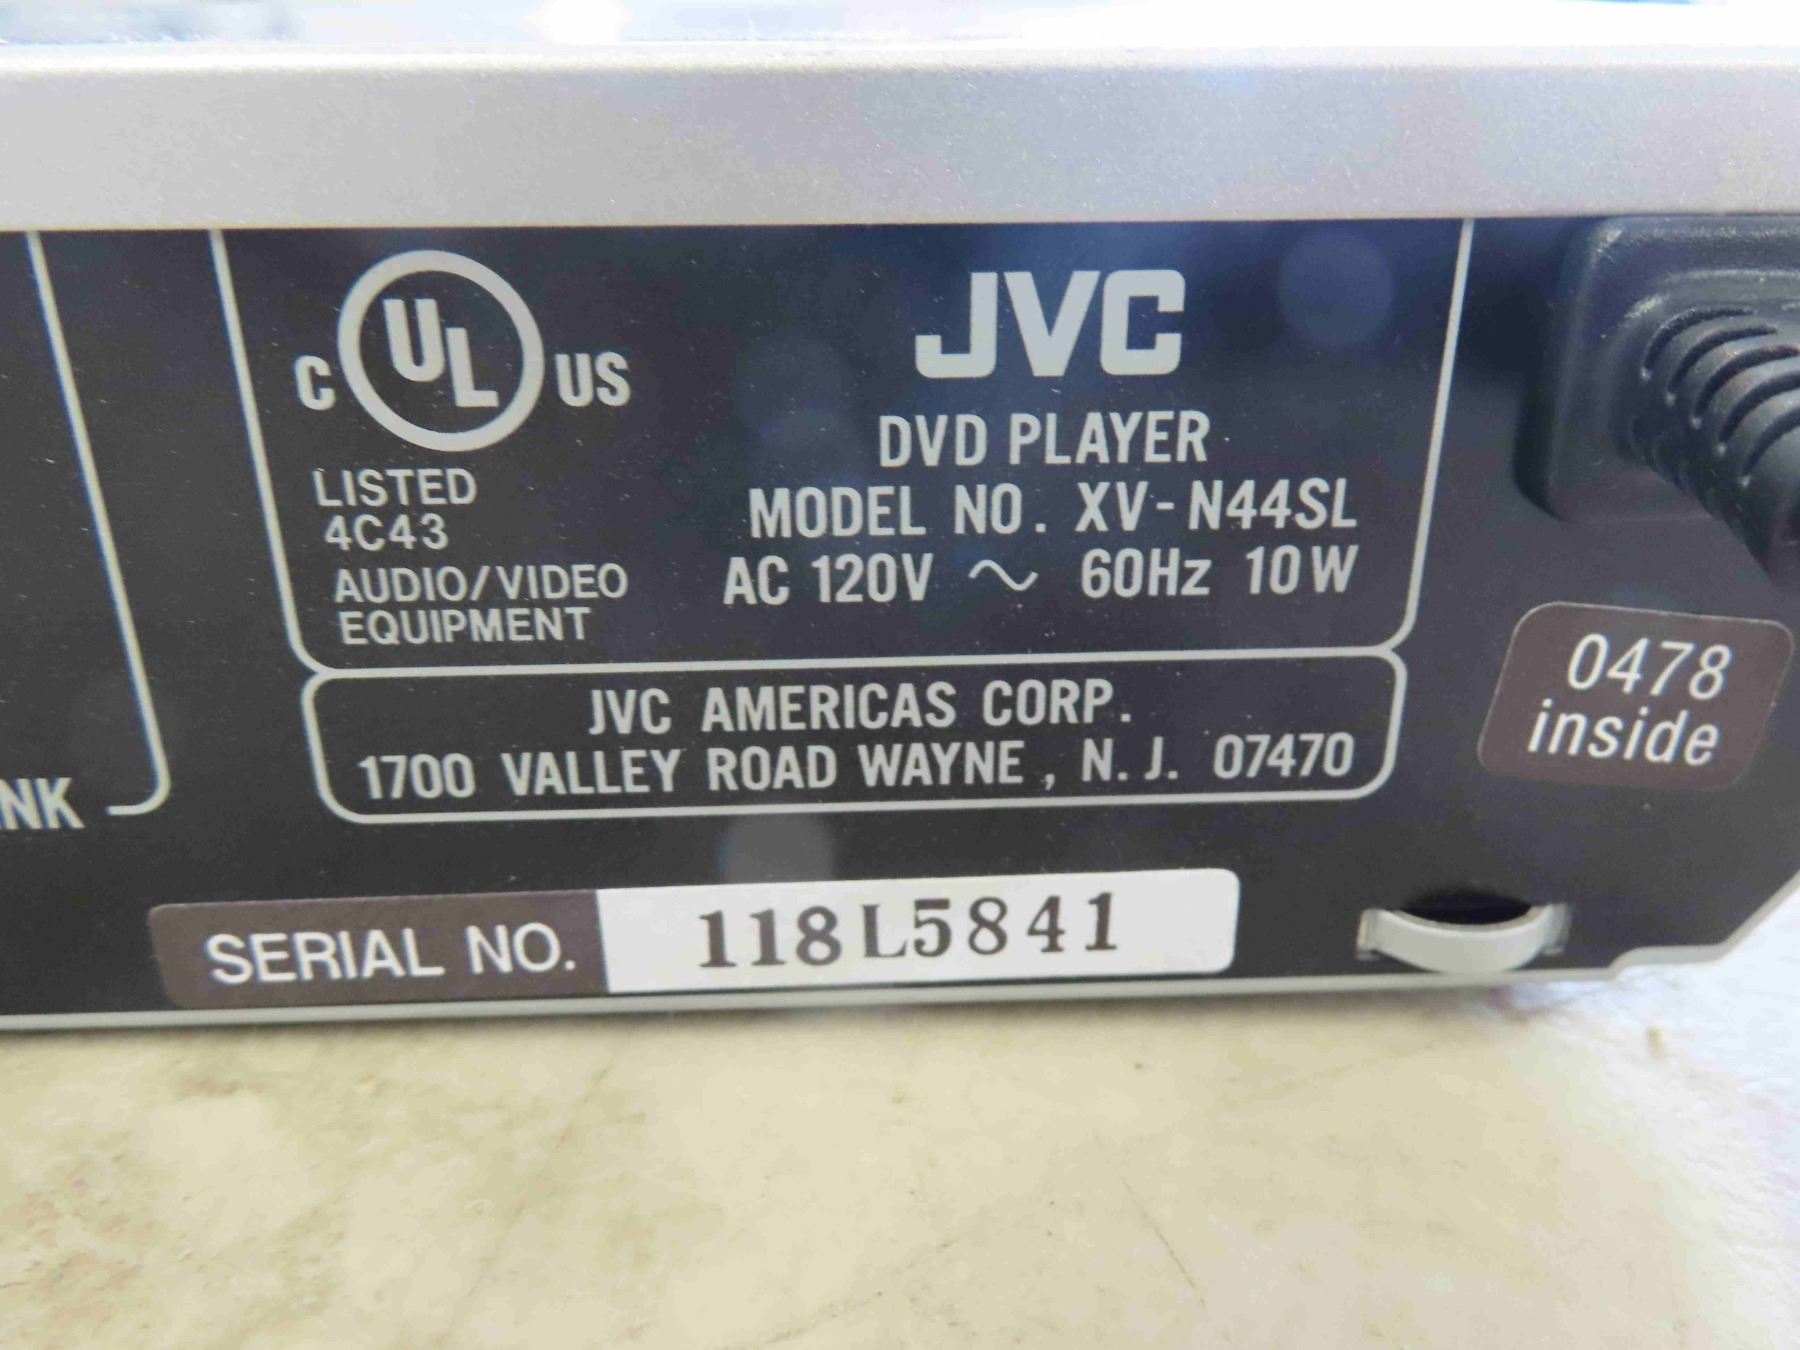 C UL US
LISTED
4C43
AUDIO/VIDEO
EQUIPMENT
JVC
DVD PLAYER
MODEL NO. XV-N44SL
AC 120V ~ 60Hz 10W
JVC AMERICAS CORP.
1700 VALLEY ROAD WAYNE, N. J. 07470
0478
inside
NK
SERIAL NO. 118L5841